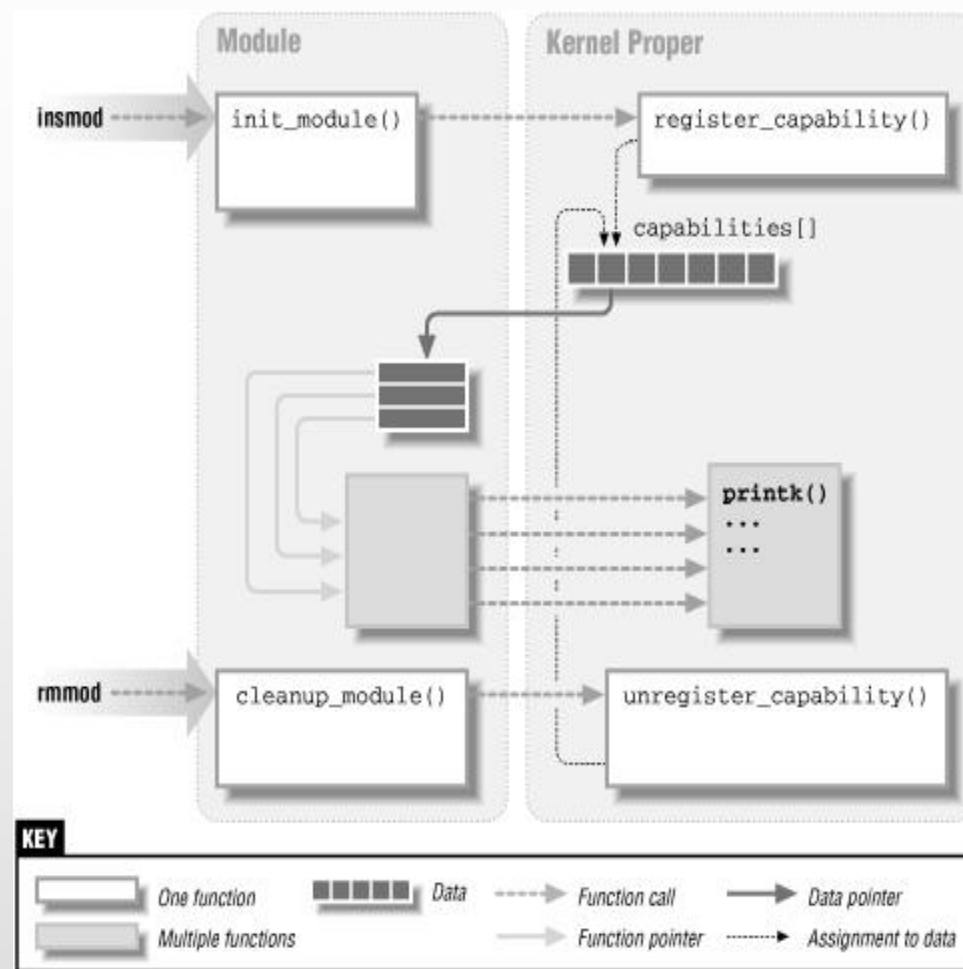 Module
Kernel Proper
insmod
init_module()
register_capability()
capabilities[]
printk()
...
...
rmmod
cleanup_module()
unregister_capability()
KEY
One function
Data
Function call
Data pointer
Multiple functions
Function pointer
Assignment to data